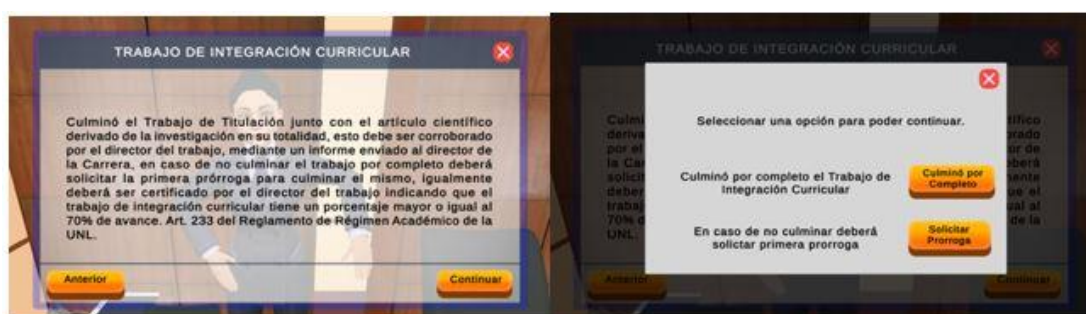 TRABAJO DE INTEGRACIÓN CURRICULAR
Culminó el Trabajo de Titulación junto con el artículo científico
derivado de la investigación en su totalidad, esto debe ser corroborado
por el director del trabajo, mediante un informe enviado al director de
la Carrera, en caso de no culminar el trabajo por completo deberá
solicitar la primera prórroga para culminar el mismo, igualmente
deberá ser certificado por el director del trabajo indicando que el
trabajo de integración curricular tiene un porcentaje mayor o igual al
70% de avance. Art. 233 del Reglamento de Régimen Académico de la
UNL.
Anterior
Continuar
TRABAJO DE INTEGRACIÓN CURRICULAR
Seleccionar una opción para poder continuar.
Culminó por completo el Trabajo de
Integración Curricular
Culminó por
Completo
En caso de no culminar deberá
solictar primera prorroga
Solicitar
Prorroga
UNL.
Anterior
Continuar